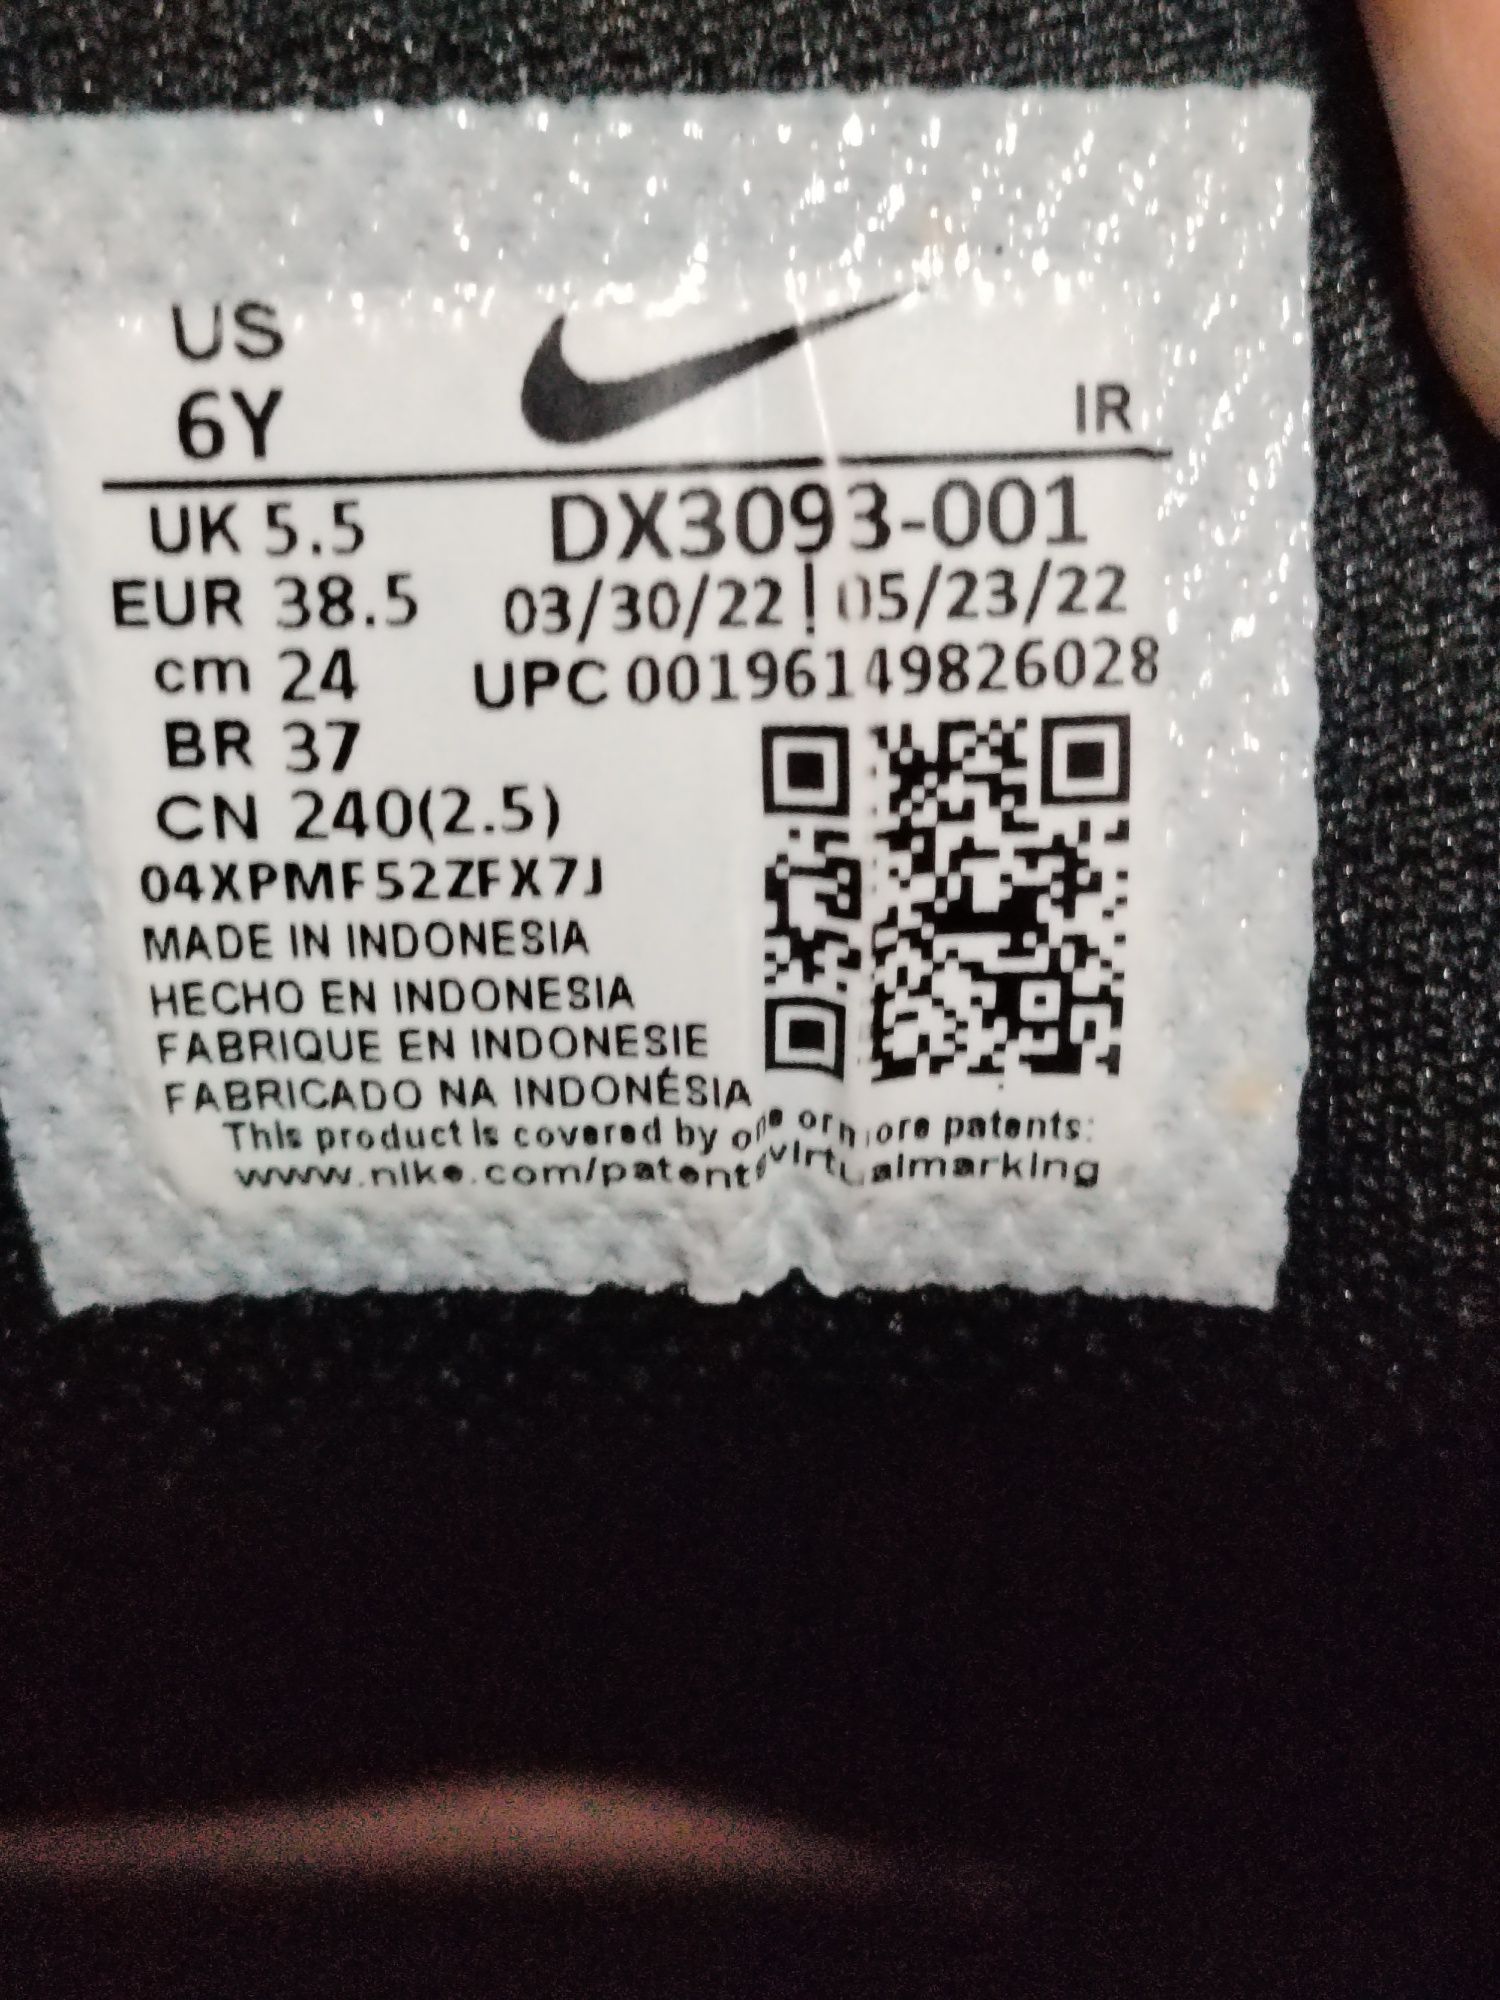 US
6Y
IR
UK 5.5
DX3093-001
EUR 38.5
03/30/22 | 05/23/22
cm 24
UPC 00196149826028
BR 37
CN 240(2.5)
04XPMF52ZFX7J
MADE IN INDONESIA
HECHO EN INDONESIA
FABRIQUE EN INDONESIE
FABRICADO NA INDONÉSIA
This product is covered by one or more patents:
www.nike.com/patents/virtualmarking